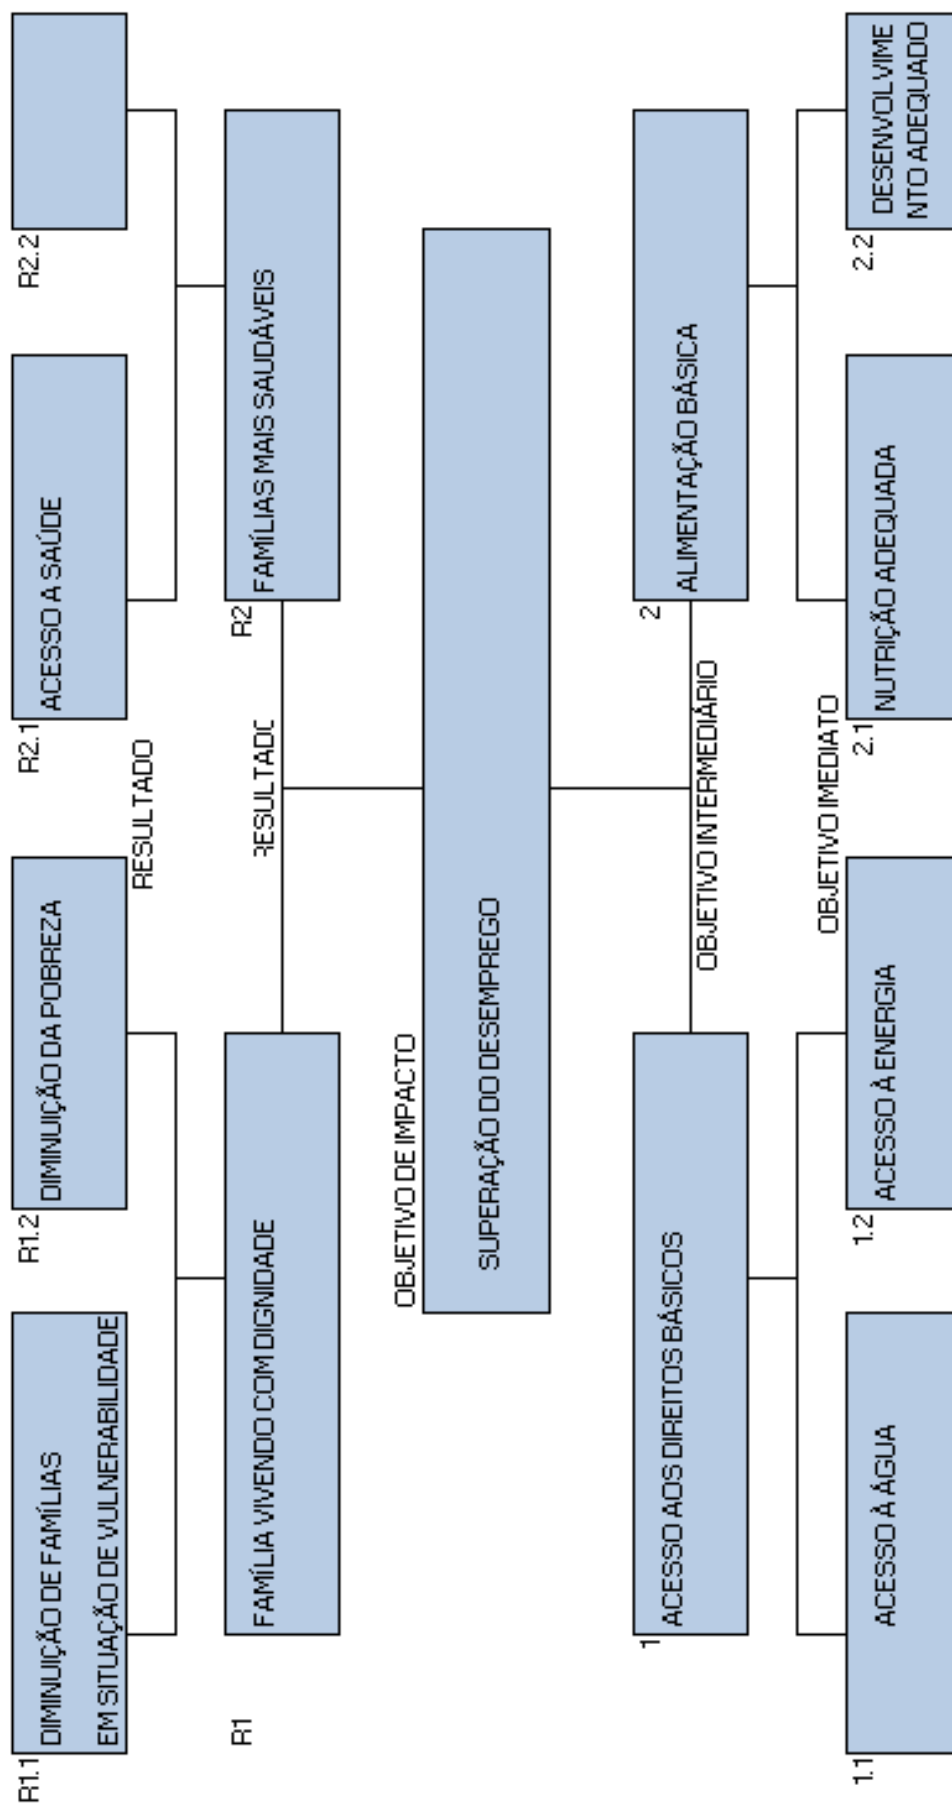 R1.1
DIMINUIÇÃO DE FAMÍLIAS
EM SITUAÇÃO DE VULNERABILIDADE
R1.2
DIMINUIÇÃO DA POBREZA
R2.1
ACESSO A SAÚDE
R2.2
RESULTADO
R1
FAMÍLIA VIVENDO COM DIGNIDADE
RESULTADO
R2
FAMÍLIAS MAIS SAUDÁVEIS
OBJETIVO DE IMPACTO
SUPERAÇÃO DO DESEMPREGO
1
ACESSO AOS DIREITOS BÁSICOS
2
ALIMENTAÇÃO BÁSICA
OBJETIVO INTERMEDIÁRIO
OBJETIVO IMEDIATO
1.1
ACESSO À ÁGUA
1.2
ACESSO À ENERGIA
2.1
NUTRIÇÃO ADEQUADA
2.2
DESENVOLVIME
NTO ADEQUADO